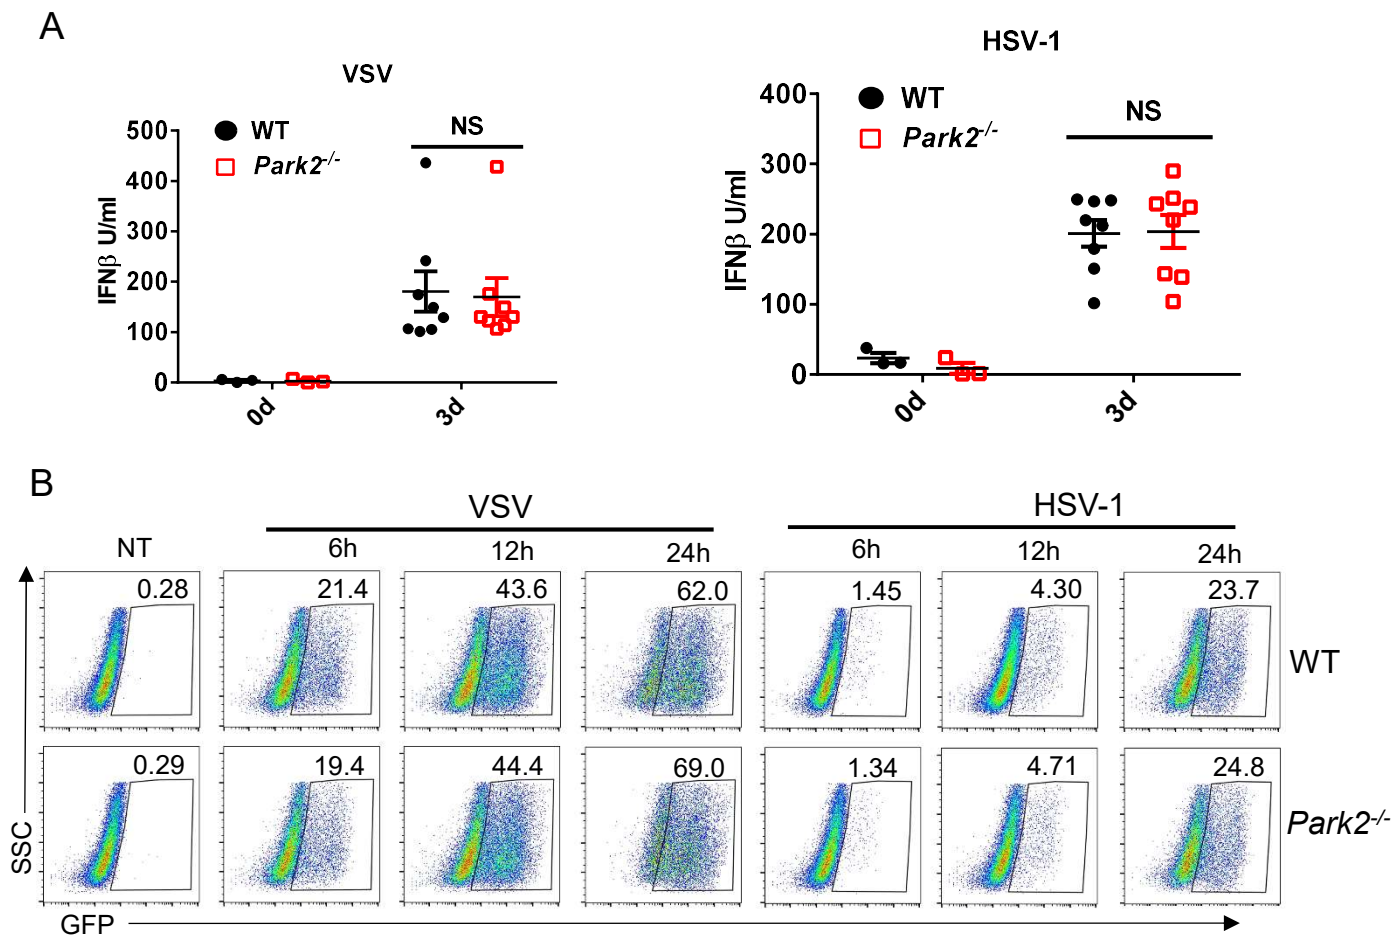 A
VSV
500
400
300
200
100
0
IFNβ U/ml
WT
Park2-/-
NS
0d
3d
HSV-1
400
300
200
100
0
IFNβ U/ml
WT
Park2-/-
NS
0d
3d
B
VSV
HSV-1
NT
6h
12h
24h
6h
12h
24h
0.28
21.4
43.6
62.0
1.45
4.30
23.7
WT
0.29
19.4
44.4
69.0
1.34
4.71
24.8
Park2-/-
SSC
GFP